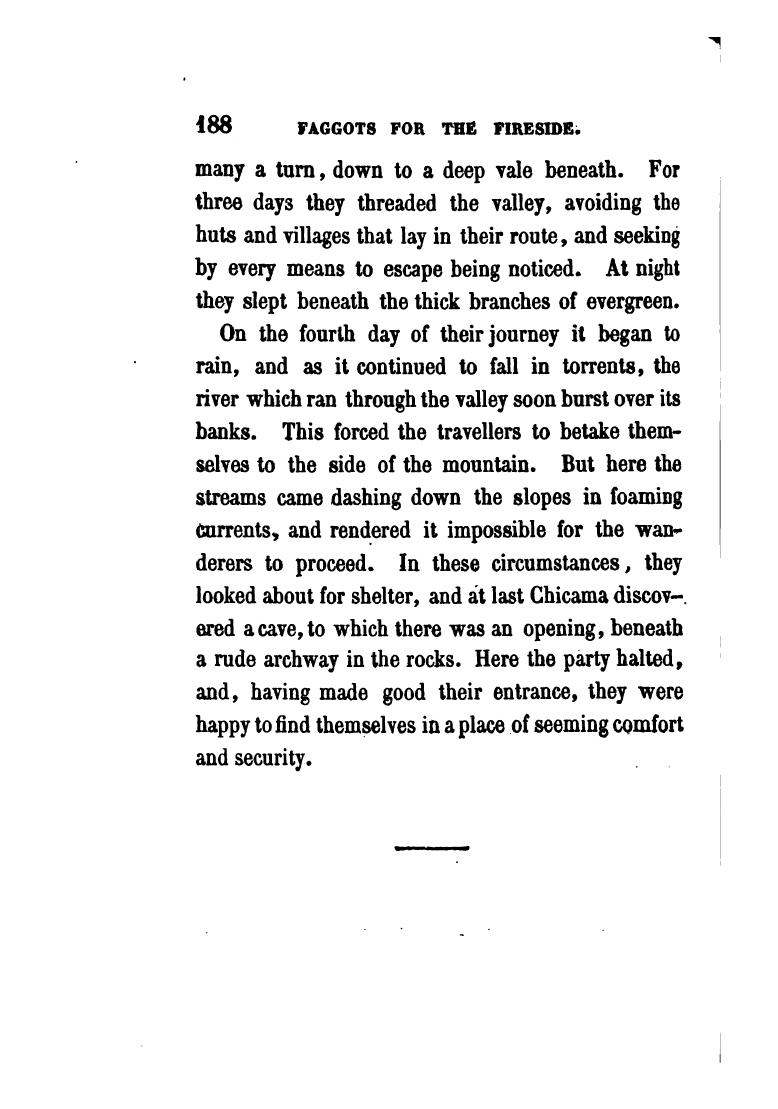 188 FAGGOTS FOR THE FIRESIDE.
many a turn, down to a deep vale beneath. For
three days they threaded the valley, avoiding the
huts and villages that lay in their route, and seeking
by every means to escape being noticed. At night
they slept beneath the thick branches of evergreen.
On the fourth day of their journey it began to
rain, and as it continued to fall in torrents, the
river which ran through the valley soon burst over its
banks. This forced the travellers to betake them-
selves to the side of the mountain. But here the
streams came dashing down the slopes in foaming
currents, and rendered it impossible for the wan-
derers to proceed. In these circumstances, they
looked about for shelter, and at last Chicama discov-
ered a cave, to which there was an opening, beneath
a rude archway in the rocks. Here the party halted,
and, having made good their entrance, they were
happy to find themselves in a place of seeming comfort
and security.